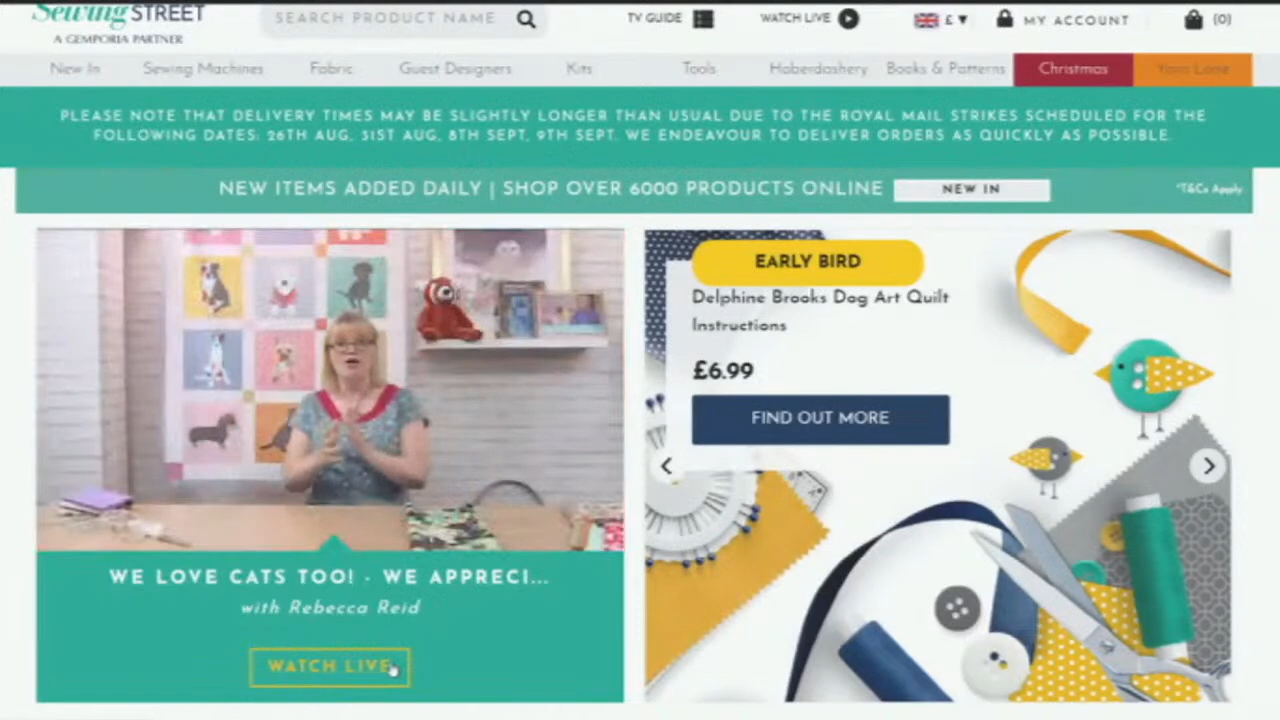 Sewing STREET
A GEMPORIA PARTNER
SEARCH PRODUCT NAME
TV GUIDE
WATCH LIVE
£ ▼
MY ACCOUNT
(0)
New In
Sewing Machines
Fabric
Guest Designers
Kits
Tools
Haberdashery
Books & Patterns
Christmas
Yarn Lane
PLEASE NOTE THAT DELIVERY TIMES MAY BE SLIGHTLY LONGER THAN USUAL DUE TO THE ROYAL MAIL STRIKES SCHEDULED FOR THE
FOLLOWING DATES: 26TH AUG, 31ST AUG, 8TH SEPT, 9TH SEPT. WE ENDEAVOUR TO DELIVER ORDERS AS QUICKLY AS POSSIBLE.
NEW ITEMS ADDED DAILY | SHOP OVER 6000 PRODUCTS ONLINE
NEW IN
*T&Cs Apply
EARLY BIRD
Delphine Brooks Dog Art Quilt
Instructions
£6.99
FIND OUT MORE
WE LOVE CATS TOO! - WE APPRECI...
with Rebecca Reid
WATCH LIVE